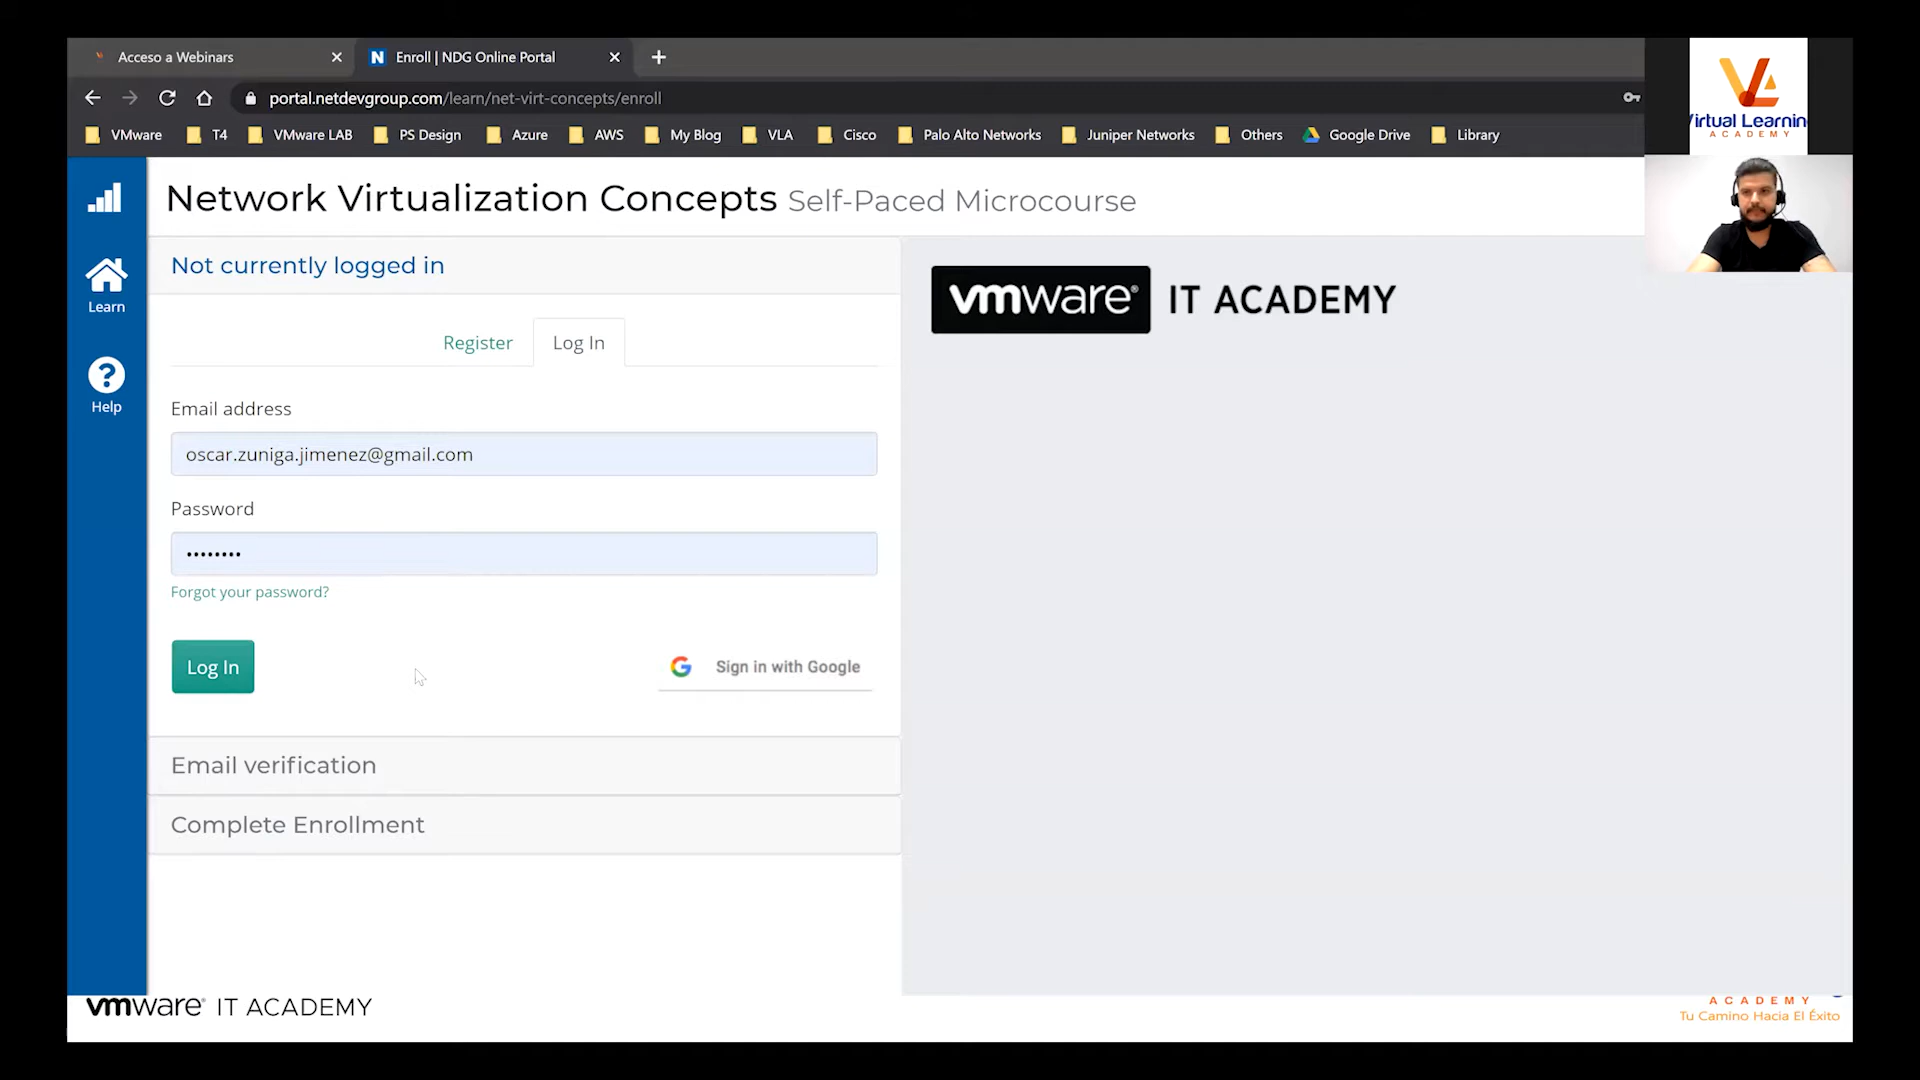 Acceso a Webinars
Enroll | NDG Online Portal
portal.netdevgroup.com/learn/net-virt-concepts/enroll
VMware T4 VMware LAB PS Design Azure AWS My Blog VLA Cisco Palo Alto Networks Juniper Networks Others Google Drive Library
Virtual Learning
ACADEMY
Network Virtualization Concepts Self-Paced Microcourse
Learn
Help
Not currently logged in
Register
Log In
Email address
oscar.zuniga.jimenez@gmail.com
Password
••••••••
Forgot your password?
Log In
Sign in with Google
Email verification
Complete Enrollment
vmware® IT ACADEMY
vmware® IT ACADEMY
ACADEMY
Tu Camino Hacia El Éxito